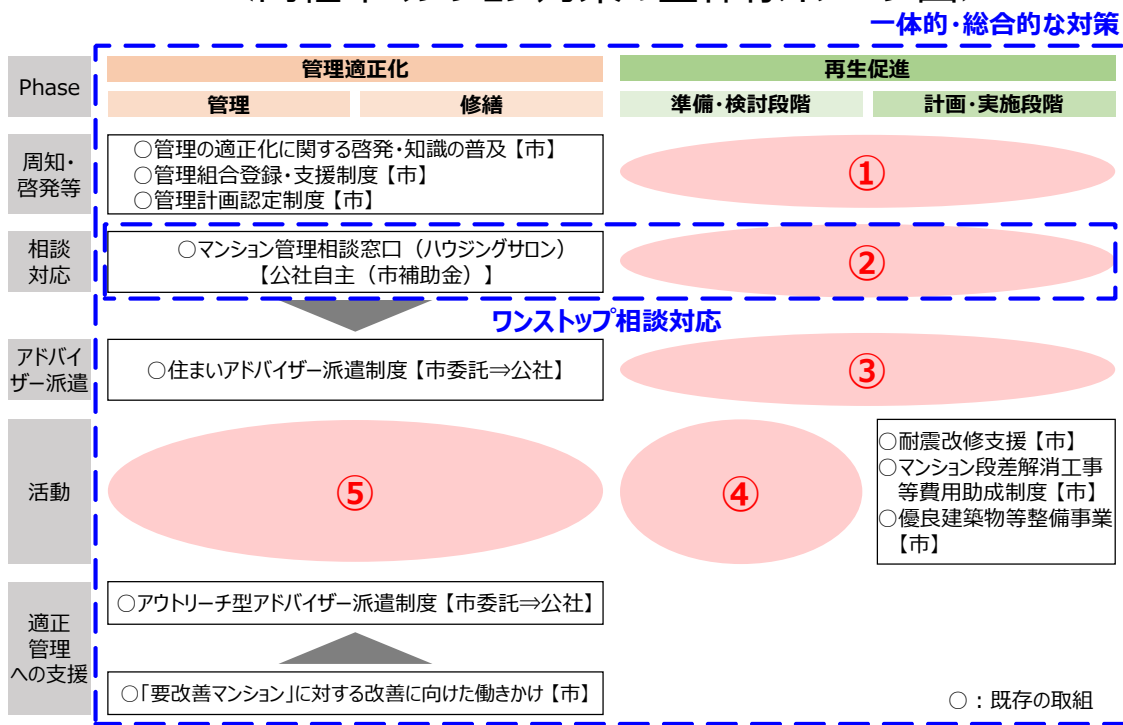 一体的・総合的な対策
Phase
管理適正化
再生促進
管理
修繕
準備・検討段階
計画・実施段階
周知・
啓発等
○管理の適正化に関する啓発・知識の普及【市】
○管理組合登録・支援制度【市】
○管理計画認定制度【市】
①
相談
対応
○マンション管理相談窓口（ハウジングサロン）
【公社自主（市補助金）】
②
ワンストップ相談対応
アドバイ
ザー派遣
○住まいアドバイザー派遣制度【市委託⇒公社】
③
活動
⑤
④
○耐震改修支援【市】
○マンション段差解消工事
等費用助成制度【市】
○優良建築物等整備事業
【市】
適正
管理
への支援
○アウトリーチ型アドバイザー派遣制度【市委託⇒公社】
○「要改善マンション」に対する改善に向けた働きかけ【市】
○：既存の取組